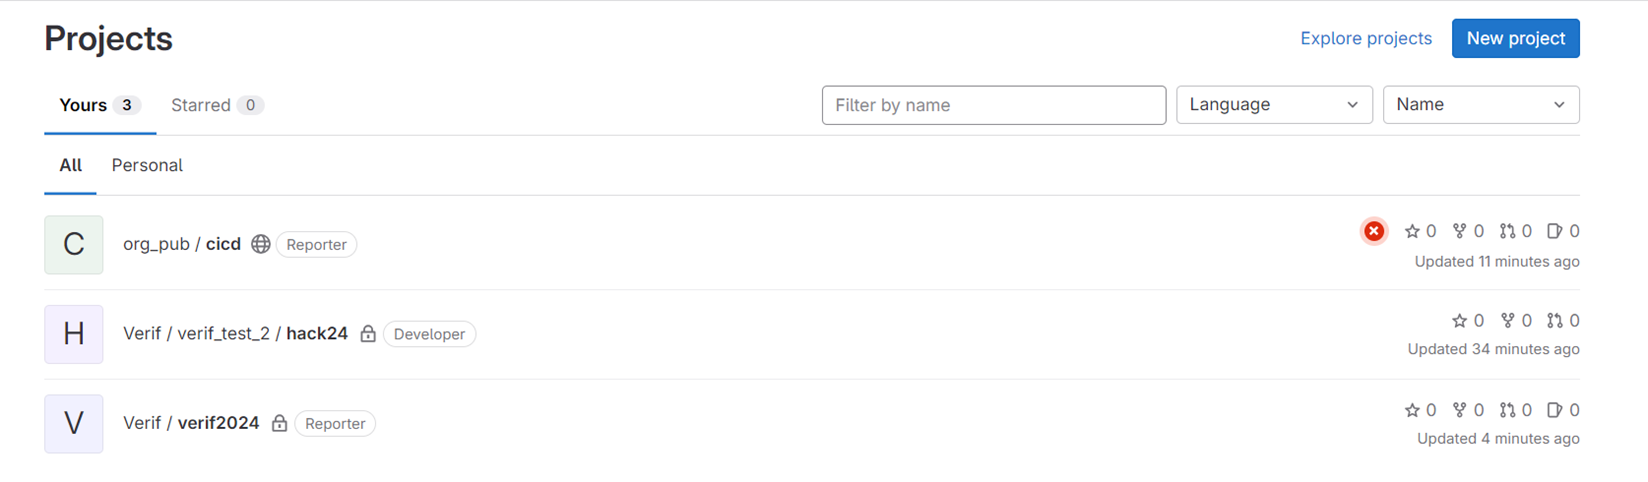 Projects
Explore projects
New project
Yours 3
Starred 0
Filter by name
Language
Name
All
Personal
C
org_pub / cicd
Reporter
0 0 0 0
Updated 11 minutes ago
H
Verif / verif_test_2 / hack24
Developer
0 0 0
Updated 34 minutes ago
V
Verif / verif2024
Reporter
0 0 0 0
Updated 4 minutes ago